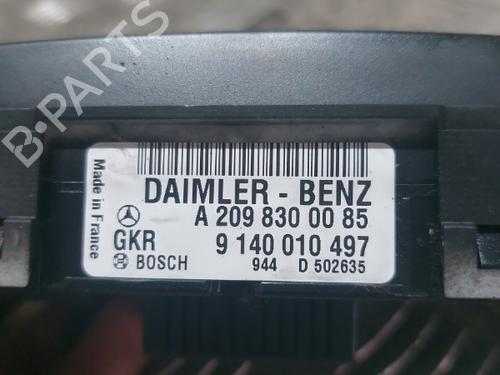 B-PARTS
Made in France
DAIMLER - BENZ
A 209 830 00 85
GKR 9 140 010 497
BOSCH 944 D 502635